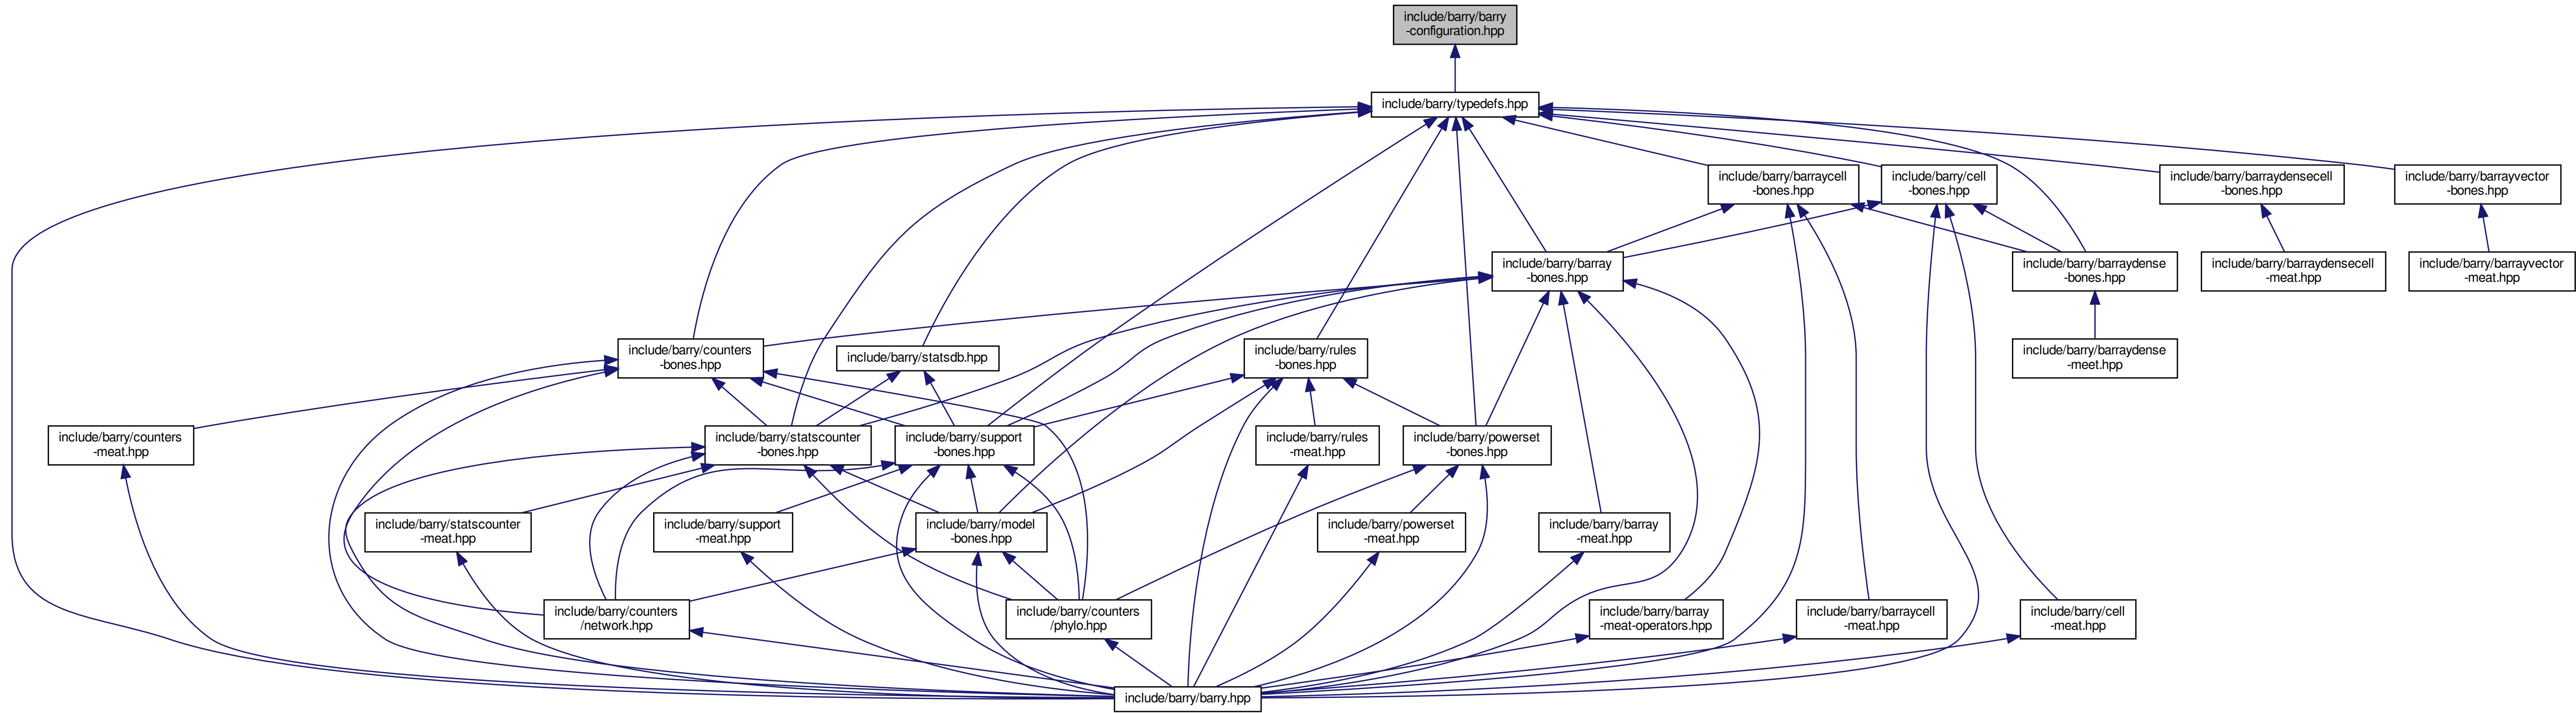 include/barry/barry
-configuration.hpp
include/barry/typedefs.hpp
include/barry/barraycell
-bones.hpp
include/barry/cell
-bones.hpp
include/barry/barraydensecell
-bones.hpp
include/barry/barrayvector
-bones.hpp
include/barry/barray
-bones.hpp
include/barry/barraydense
-bones.hpp
include/barry/barraydensecell
-meat.hpp
include/barry/barrayvector
-meat.hpp
include/barry/counters
-bones.hpp
include/barry/statsdb.hpp
include/barry/rules
-bones.hpp
include/barry/barraydense
-meet.hpp
include/barry/counters
-meat.hpp
include/barry/statscounter
-bones.hpp
include/barry/support
-bones.hpp
include/barry/rules
-meat.hpp
include/barry/powerset
-bones.hpp
include/barry/statscounter
-meat.hpp
include/barry/support
-meat.hpp
include/barry/model
-bones.hpp
include/barry/powerset
-meat.hpp
include/barry/barray
-meat.hpp
include/barry/counters
/network.hpp
include/barry/counters
/phylo.hpp
include/barry/barray
-meat-operators.hpp
include/barry/barraycell
-meat.hpp
include/barry/cell
-meat.hpp
include/barry/barry.hpp